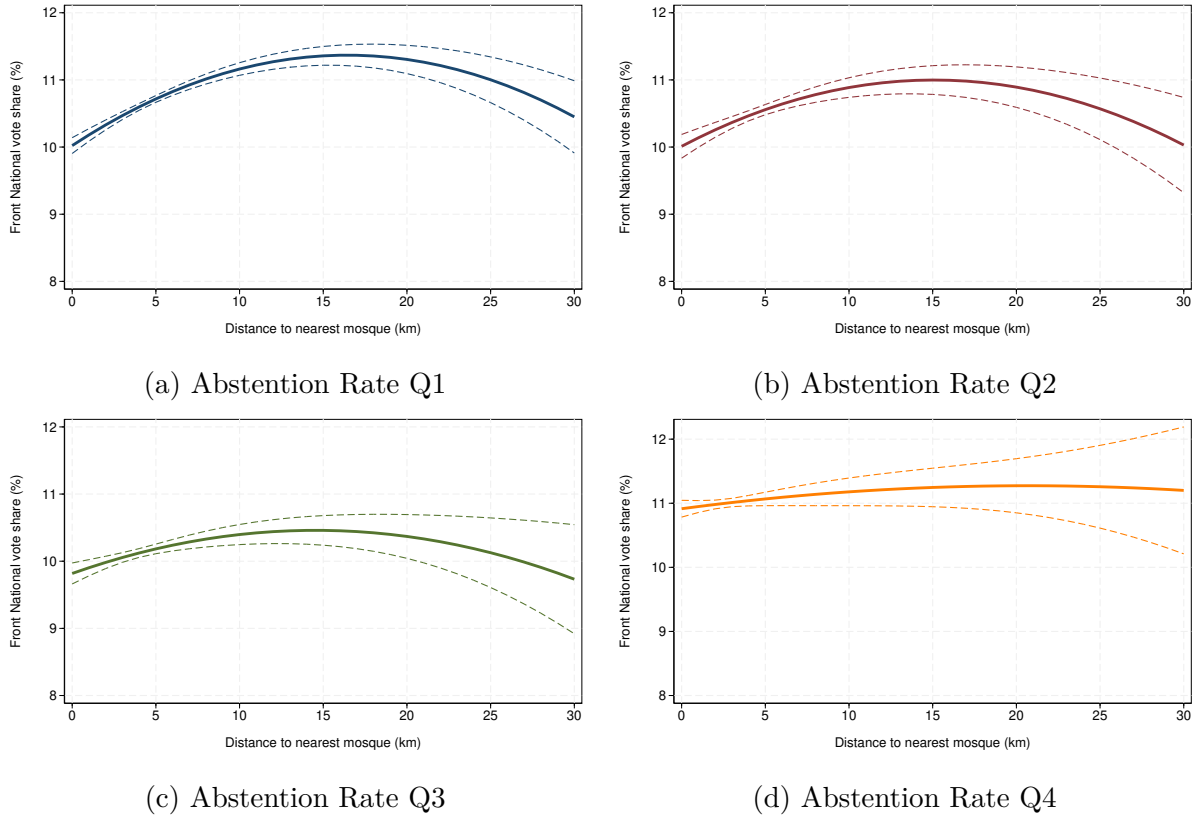 12
11
10
9
8
Front National vote share (%)
0 5 10 15 20 25 30
Distance to nearest mosque (km)
(a) Abstention Rate Q1
12
11
10
9
8
Front National vote share (%)
0 5 10 15 20 25 30
Distance to nearest mosque (km)
(b) Abstention Rate Q2
12
11
10
9
8
Front National vote share (%)
0 5 10 15 20 25 30
Distance to nearest mosque (km)
(c) Abstention Rate Q3
12
11
10
9
8
Front National vote share (%)
0 5 10 15 20 25 30
Distance to nearest mosque (km)
(d) Abstention Rate Q4